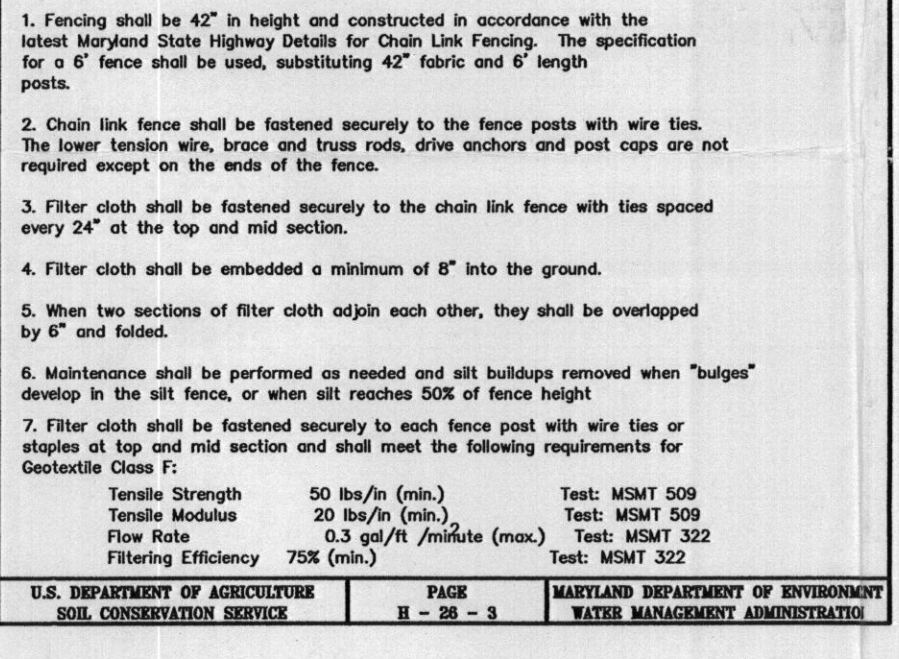 1. Fencing shall be 42" in height and constructed in accordance with the
latest Maryland State Highway Details for Chain Link Fencing. The specification
for a 6' fence shall be used, substituting 42" fabric and 6' length
posts.
2. Chain link fence shall be fastened securely to the fence posts with wire ties.
The lower tension wire, brace and truss rods, drive anchors and post caps are not
required except on the ends of the fence.
3. Filter cloth shall be fastened securely to the chain link fence with ties spaced
every 24" at the top and mid section.
4. Filter cloth shall be embedded a minimum of 8" into the ground.
5. When two sections of filter cloth adjoin each other, they shall be overlapped
by 6" and folded.
6. Maintenance shall be performed as needed and silt buildups removed when "bulges"
develop in the silt fence, or when silt reaches 50% of fence height
7. Filter cloth shall be fastened securely to each fence post with wire ties or
staples at top and mid section and shall meet the following requirements for
Geotextile Class F:
Tensile Strength 50 lbs/in (min.) Test: MSMT 509
Tensile Modulus 20 lbs/in (min.) Test: MSMT 509
Flow Rate 0.3 gal/ft /minute (max.) Test: MSMT 322
2
Filtering Efficiency 75% (min.) Test: MSMT 322
U.S. DEPARTMENT OF AGRICULTURE PAGE MARYLAND DEPARTMENT OF ENVIRONMNT
SOIL CONSERVATION SERVICE H - 26 - 3 WATER MANAGEMENT ADMINISTRATIO